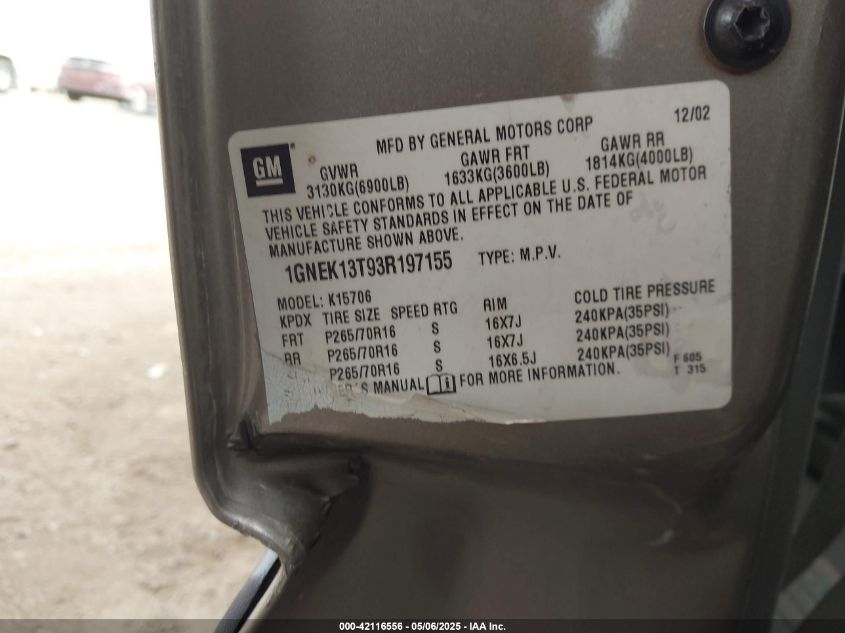 12/02
MFD BY GENERAL MOTORS CORP
GM
GVWR GAWR FRT GAWR RR
3130KG(6900LB) 1633KG(3600LB) 1814KG(4000LB)
THIS VEHICLE CONFORMS TO ALL APPLICABLE U.S. FEDERAL MOTOR
VEHICLE SAFETY STANDARDS IN EFFECT ON THE DATE OF
MANUFACTURE SHOWN ABOVE.
1GNEK13T93R197155 TYPE: M.P.V.
MODEL: K15706
KPDX TIRE SIZE SPEED RTG RIM COLD TIRE PRESSURE
FRT P265/70R16 S 16X7J 240KPA(35PSI)
RR P265/70R16 S 16X7J 240KPA(35PSI)
P265/70R16 S 16X6.5J 240KPA(35PSI)
MANUAL FOR MORE INFORMATION.
F 605
T 315
000-42116556 - 05/06/2025 - IAA Inc.